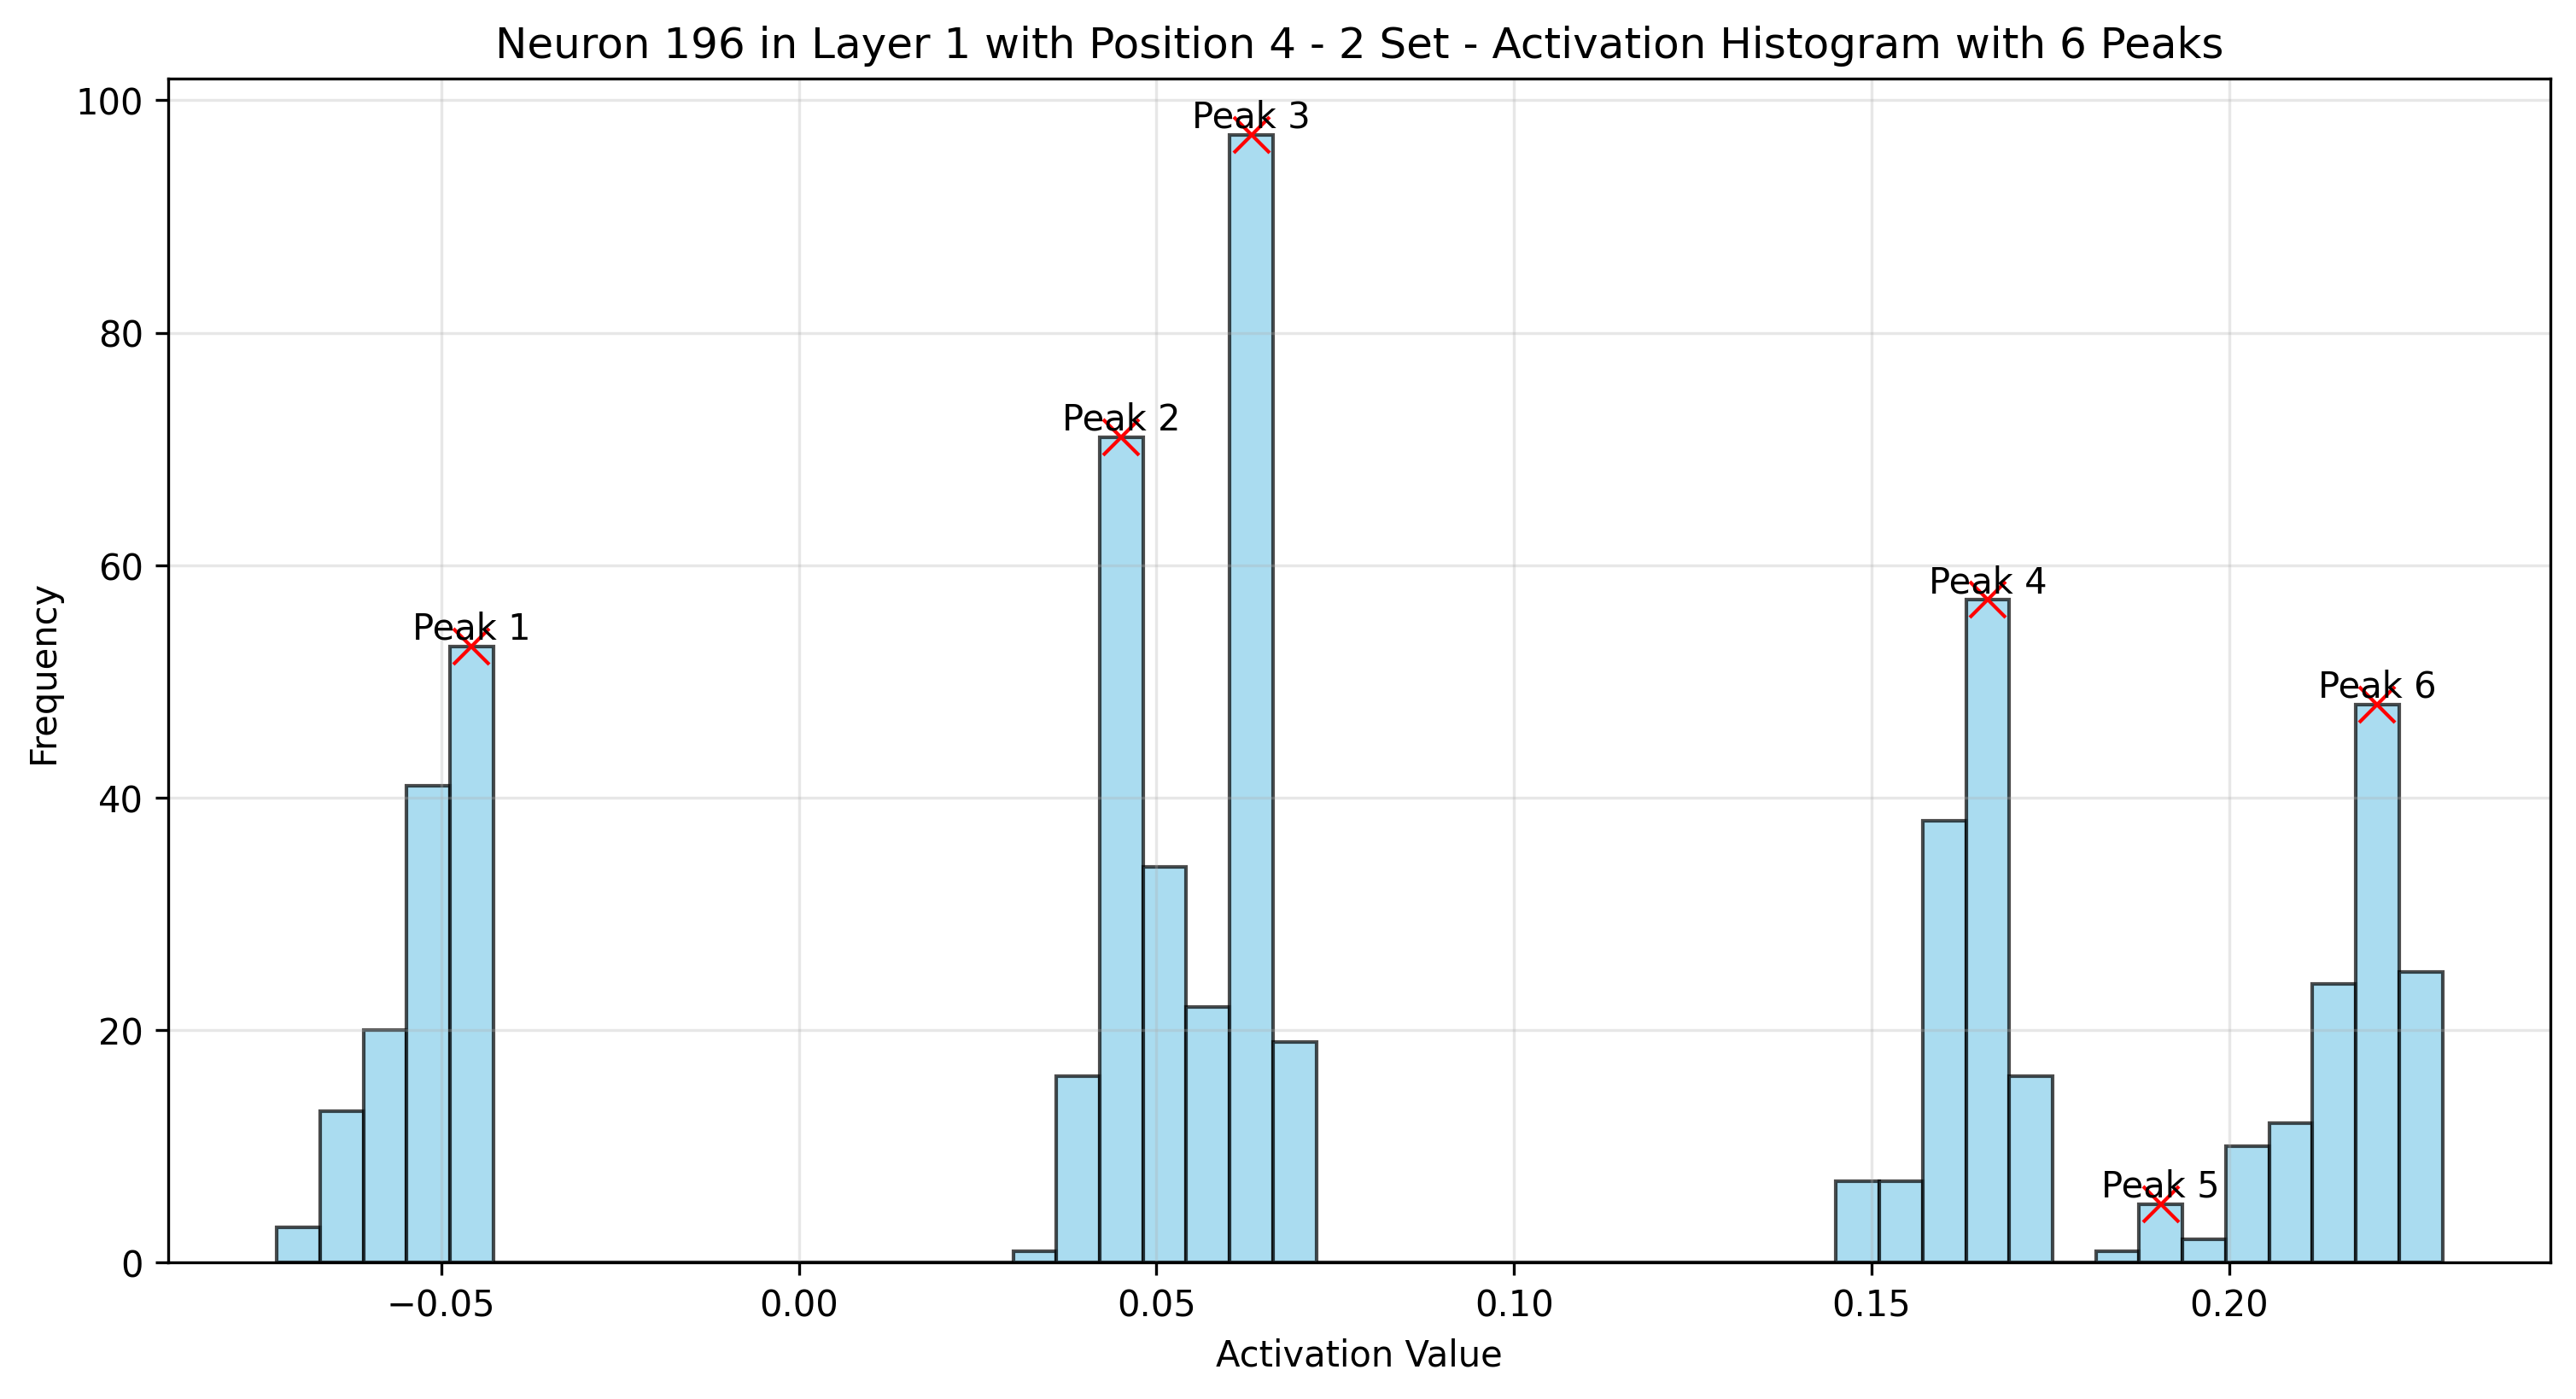 Neuron 196 in Layer 1 with Position 4 - 2 Set - Activation Histogram with 6 Peaks
100
80
60
40
20
0
Frequency
Peak 1
Peak 2
Peak 3
Peak 4
Peak 5
Peak 6
−0.05
0.00
0.05
0.10
0.15
0.20
Activation Value